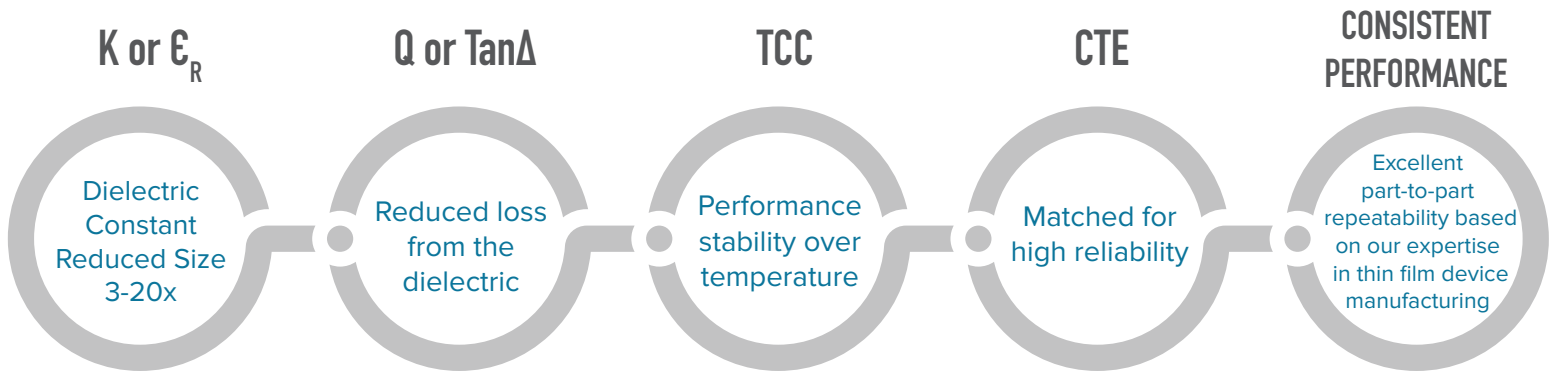 K or ЄR
Dielectric
Constant
Reduced Size
3-20x
Q or TanΔ
Reduced loss
from the
dielectric
TCC
Performance
stability over
temperature
CTE
Matched for
high reliability
CONSISTENT
PERFORMANCE
Excellent
part-to-part
repeatability based
on our expertise
in thin film device
manufacturing